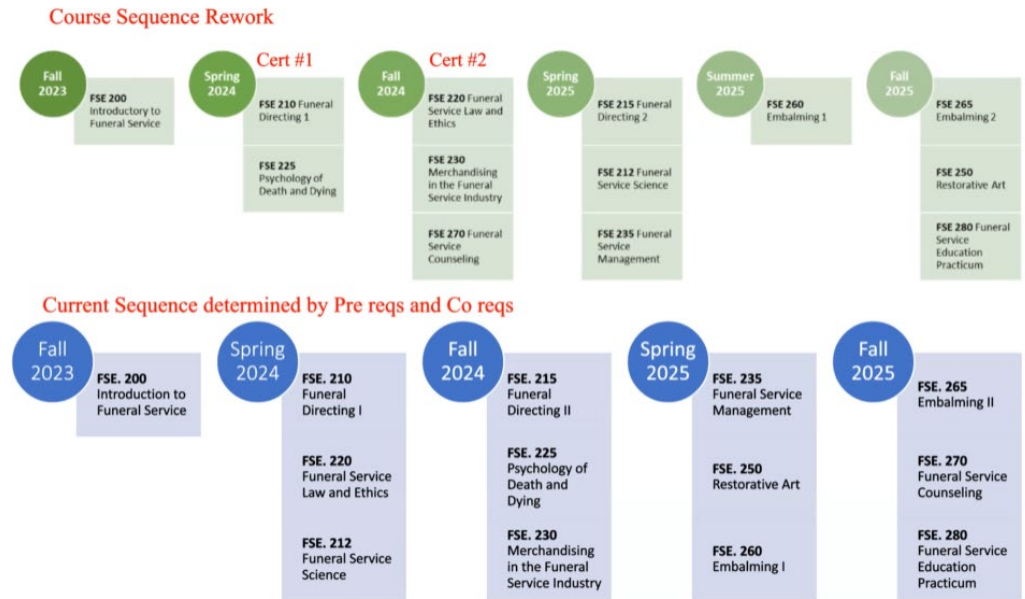 Course Sequence Rework
Fall
2023
FSE 200
Introductory to
Funeral Service
Spring
2024
Cert #1
FSE 210 Funeral
Directing 1
FSE 225
Psychology of
Death and Dying
Fall
2024
Cert #2
FSE 220 Funeral
Service Law and
Ethics
FSE 230
Merchandising
in the Funeral
Service Industry
FSE 270 Funeral
Service
Counseling
Spring
2025
FSE 215 Funeral
Directing 2
FSE 212 Funeral
Service Science
FSE 235 Funeral
Service
Management
Summer
2025
FSE 260
Embalming 1
Fall
2025
FSE 265
Embalming 2
FSE 250
Restorative Art
FSE 280 Funeral
Service
Education
Practicum
Current Sequence determined by Pre reqs and Co reqs
Fall
2023
FSE. 200
Introduction to
Funeral Service
Spring
2024
FSE. 210
Funeral
Directing I
FSE. 220
Funeral Service
Law and Ethics
FSE. 212
Funeral Service
Science
Fall
2024
FSE. 215
Funeral
Directing II
FSE. 225
Psychology of
Death and
Dying
FSE. 230
Merchandising
in the Funeral
Service Industry
Spring
2025
FSE. 235
Funeral Service
Management
FSE. 250
Restorative Art
FSE. 260
Embalming I
Fall
2025
FSE. 265
Embalming II
FSE. 270
Funeral Service
Counseling
FSE. 280
Funeral Service
Education
Practicum